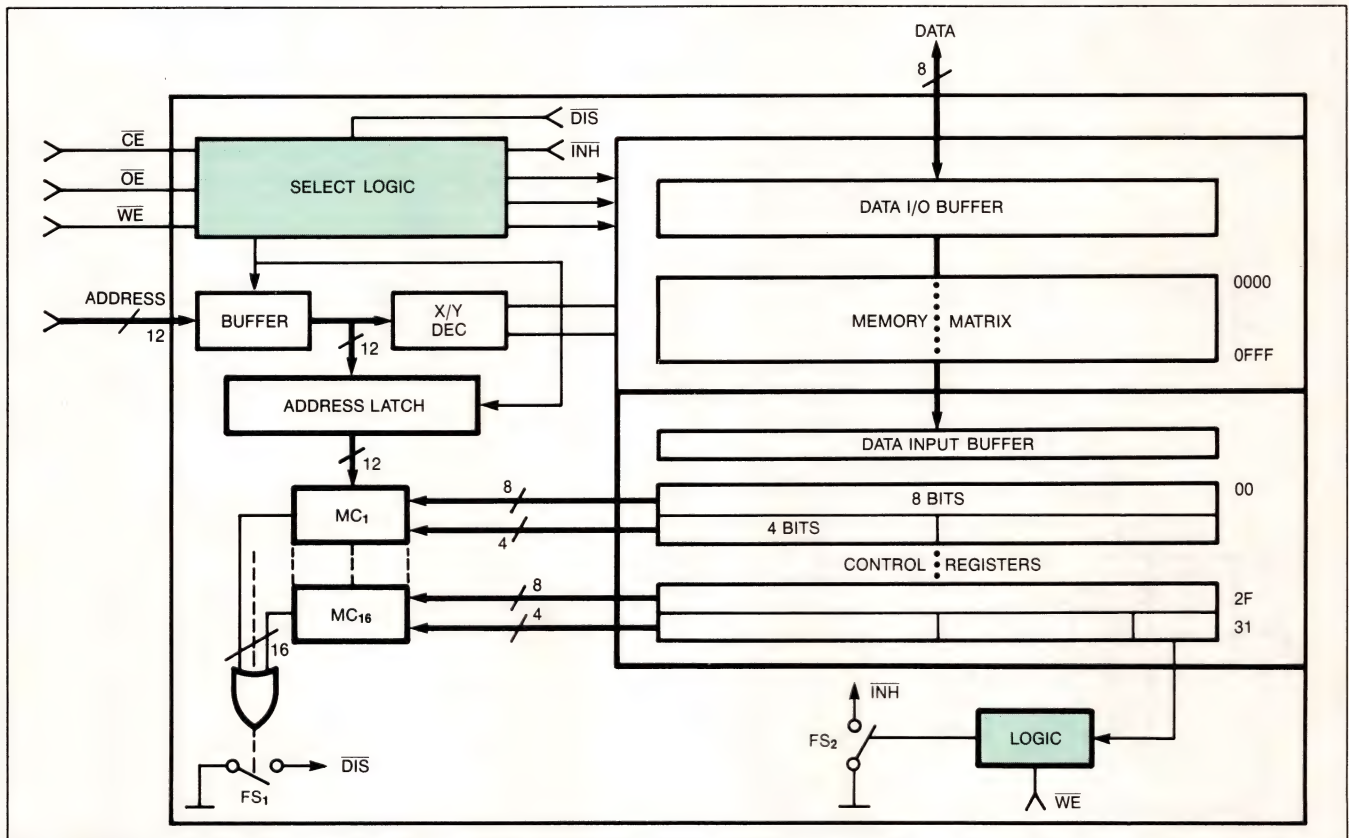 DATA
8
DIS
CE
INH
OE
SELECT LOGIC
WE
DATA I/O BUFFER
ADDRESS
12
BUFFER
X/Y
DEC
12
0000
MEMORY MATRIX
0FFF
ADDRESS LATCH
12
DATA INPUT BUFFER
8
00
8 BITS
MC₁
4 BITS
4
CONTROL REGISTERS
8
2F
MC₁₆
4
31
16
INH
FS₂
LOGIC
DIS
FS₁
WE